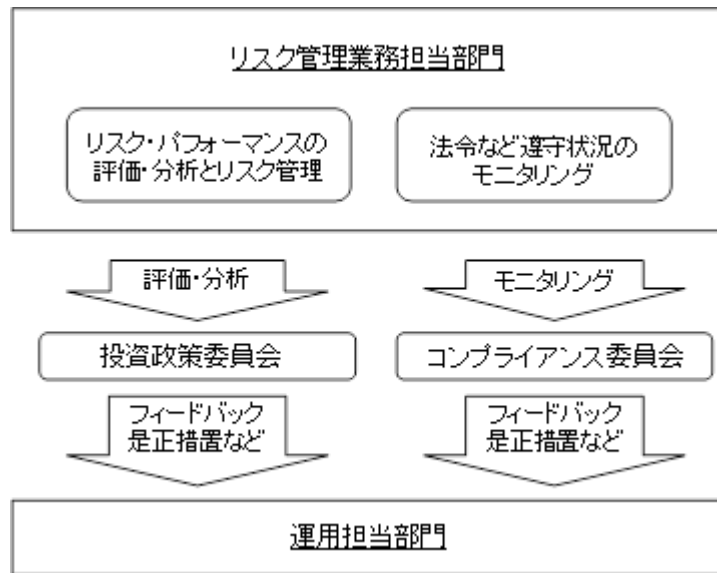 リスク管理業務担当部門
リスク・パフォーマンスの
評価・分析とリスク管理
法令など遵守状況の
モニタリング
評価・分析
モニタリング
投資政策委員会
コンプライアンス委員会
フィードバック
是正措置など
フィードバック
是正措置など
運用担当部門